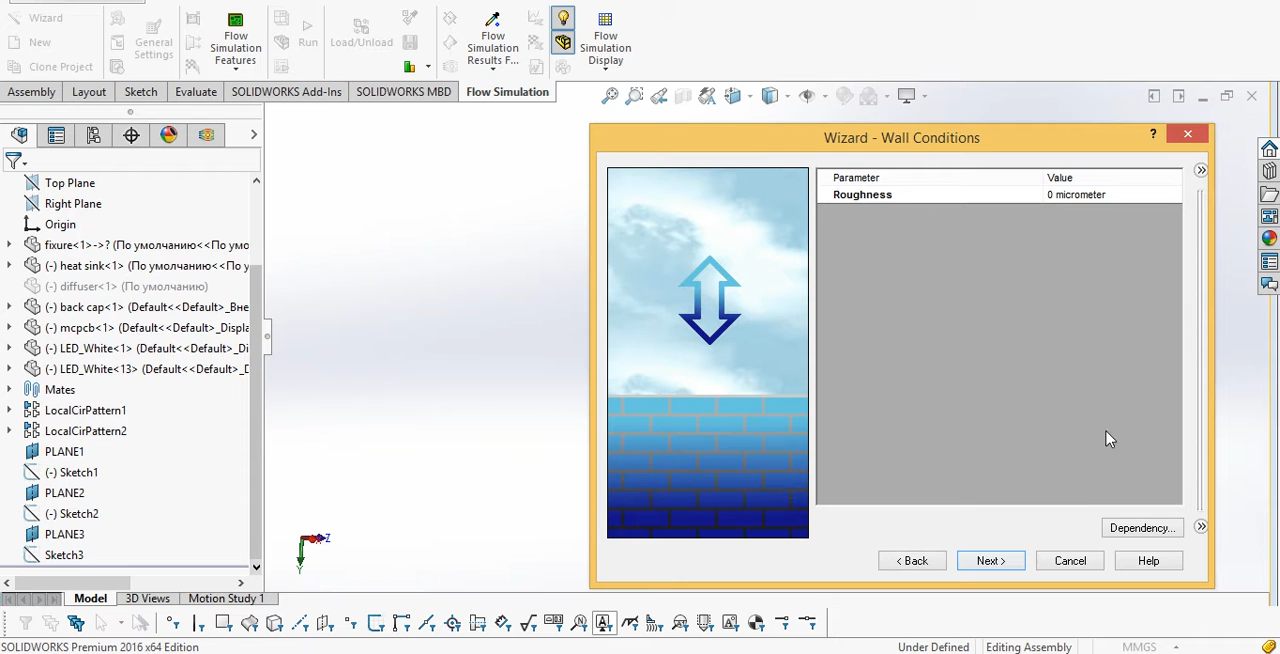 Wizard
New
Clone Project
General
Settings
Flow
Simulation
Features
Run
Load/Unload
Flow
Simulation
Results F...
Flow
Simulation
Display
Assembly
Layout
Sketch
Evaluate
SOLIDWORKS Add-Ins
SOLIDWORKS MBD
Flow Simulation
Top Plane
Right Plane
Origin
fixure<1>->? (По умолчанию<<По умо
(-) heat sink<1> (По умолчанию<<По у
(-) diffuser<1> (По умолчанию)
(-) back cap<1> (Default<<Default>_Вне
(-) mcpcb<1> (Default<<Default>_Displa
(-) LED_White<1> (Default<<Default>_Di
(-) LED_White<13> (Default<<Default>_D
Mates
LocalCirPattern1
LocalCirPattern2
PLANE1
(-) Sketch1
PLANE2
(-) Sketch2
PLANE3
Sketch3
Z
Y
Wizard - Wall Conditions
?
Parameter Value
Roughness 0 micrometer
Dependency...
< Back
Next >
Cancel
Help
Model
3D Views
Motion Study 1
SOLIDWORKS Premium 2016 x64 Edition
Under Defined
Editing Assembly
MMGS